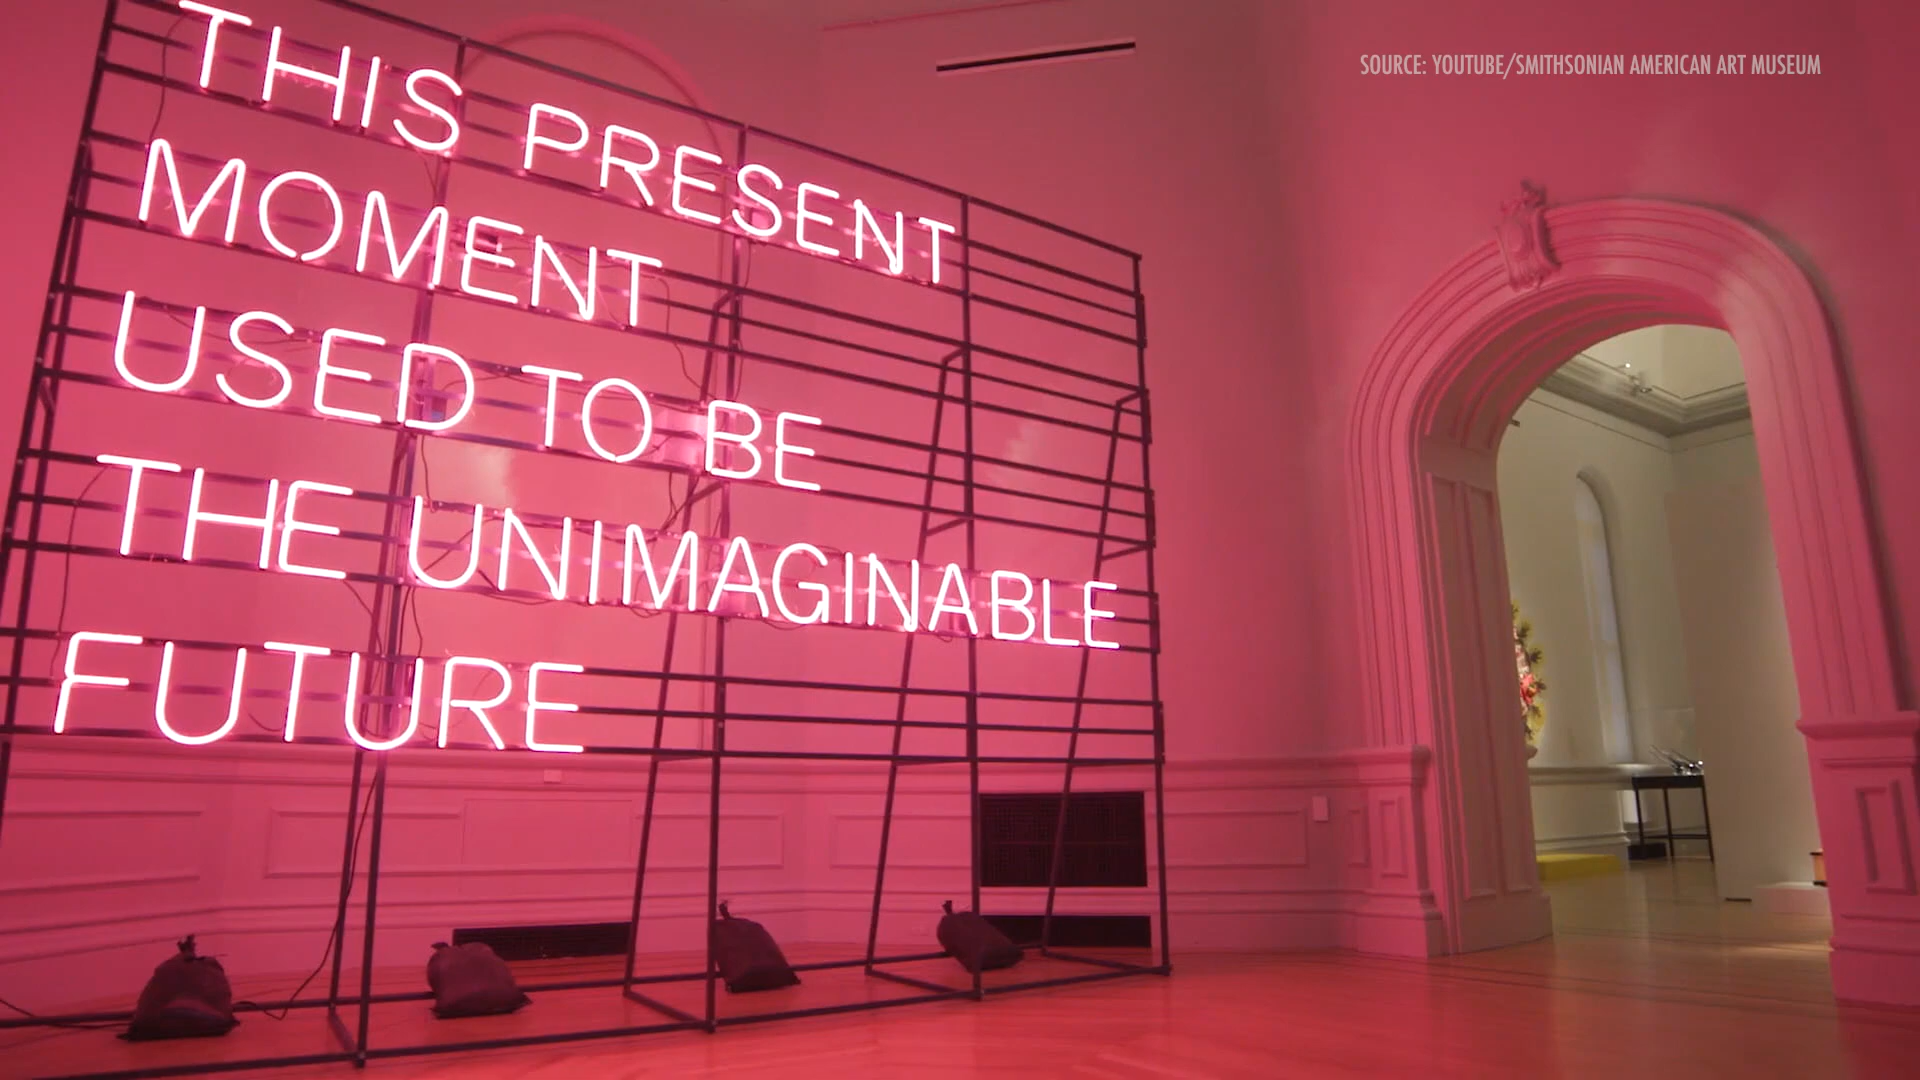 SOURCE: YOUTUBE/SMITHSONIAN AMERICAN ART MUSEUM
THIS PRESENT
MOMENT
USED TO BE
THE UNIMAGINABLE
FUTURE